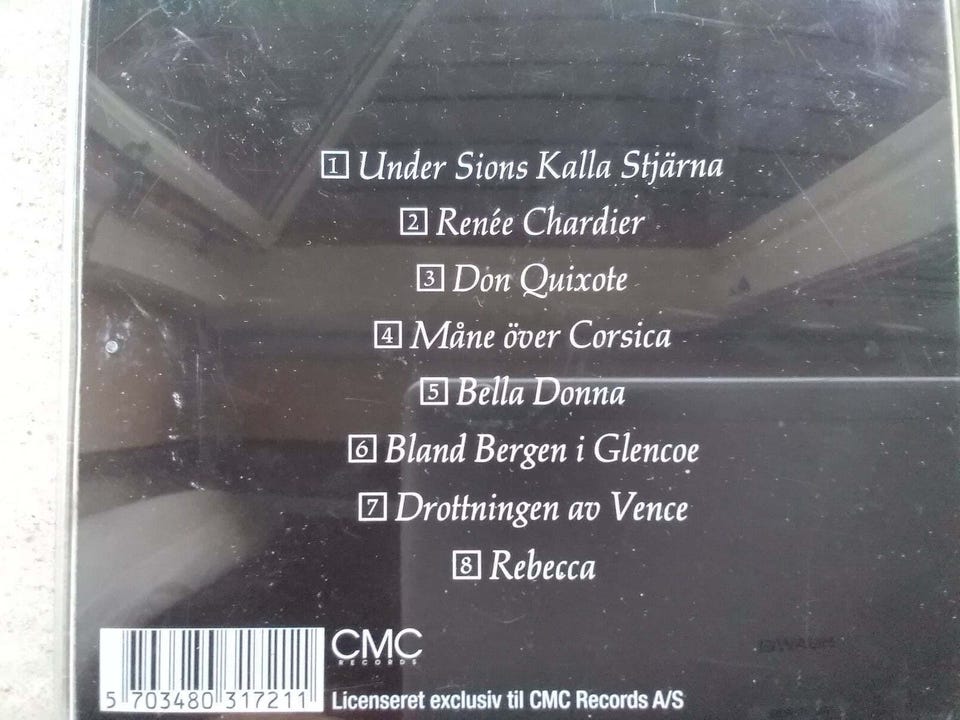 1 Under Sions Kalla Stjärna
2 Renée Chardier
3 Don Quixote
4 Måne över Corsica
5 Bella Donna
6 Bland Bergen i Glencoe
7 Drottningen av Vence
8 Rebecca
CMC
RECORDS
5 703480 317211
Licenseret exclusiv til CMC Records A/S